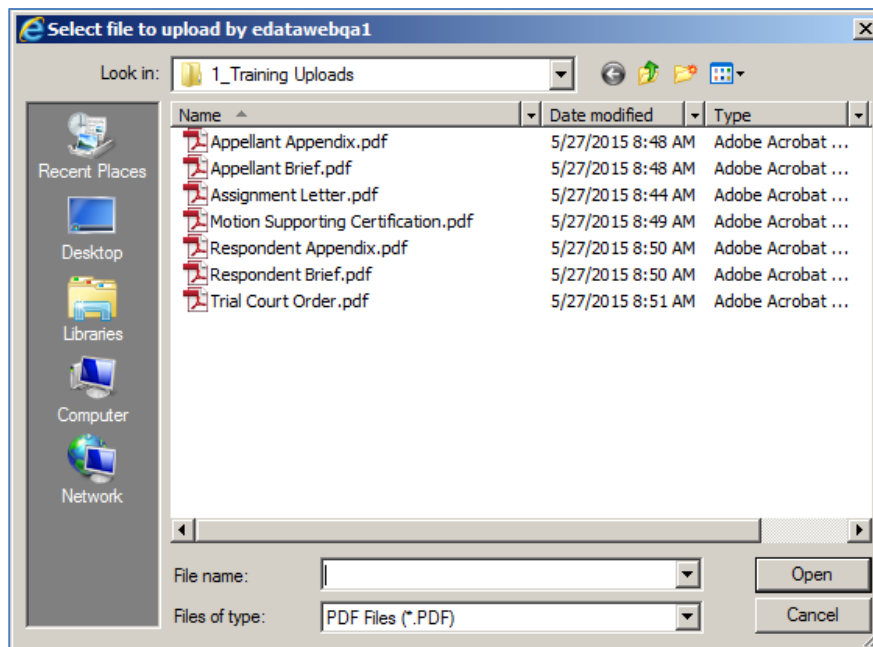 Select file to upload by edatawebqa1
Look in: 1_Training Uploads
Name Date modified Type
Appellant Appendix.pdf 5/27/2015 8:48 AM Adobe Acrobat ...
Appellant Brief.pdf 5/27/2015 8:48 AM Adobe Acrobat ...
Assignment Letter.pdf 5/27/2015 8:44 AM Adobe Acrobat ...
Motion Supporting Certification.pdf 5/27/2015 8:49 AM Adobe Acrobat ...
Respondent Appendix.pdf 5/27/2015 8:50 AM Adobe Acrobat ...
Respondent Brief.pdf 5/27/2015 8:50 AM Adobe Acrobat ...
Trial Court Order.pdf 5/27/2015 8:51 AM Adobe Acrobat ...
Recent Places
Desktop
Libraries
Computer
Network
File name:
Open
Files of type: PDF Files (*.PDF)
Cancel